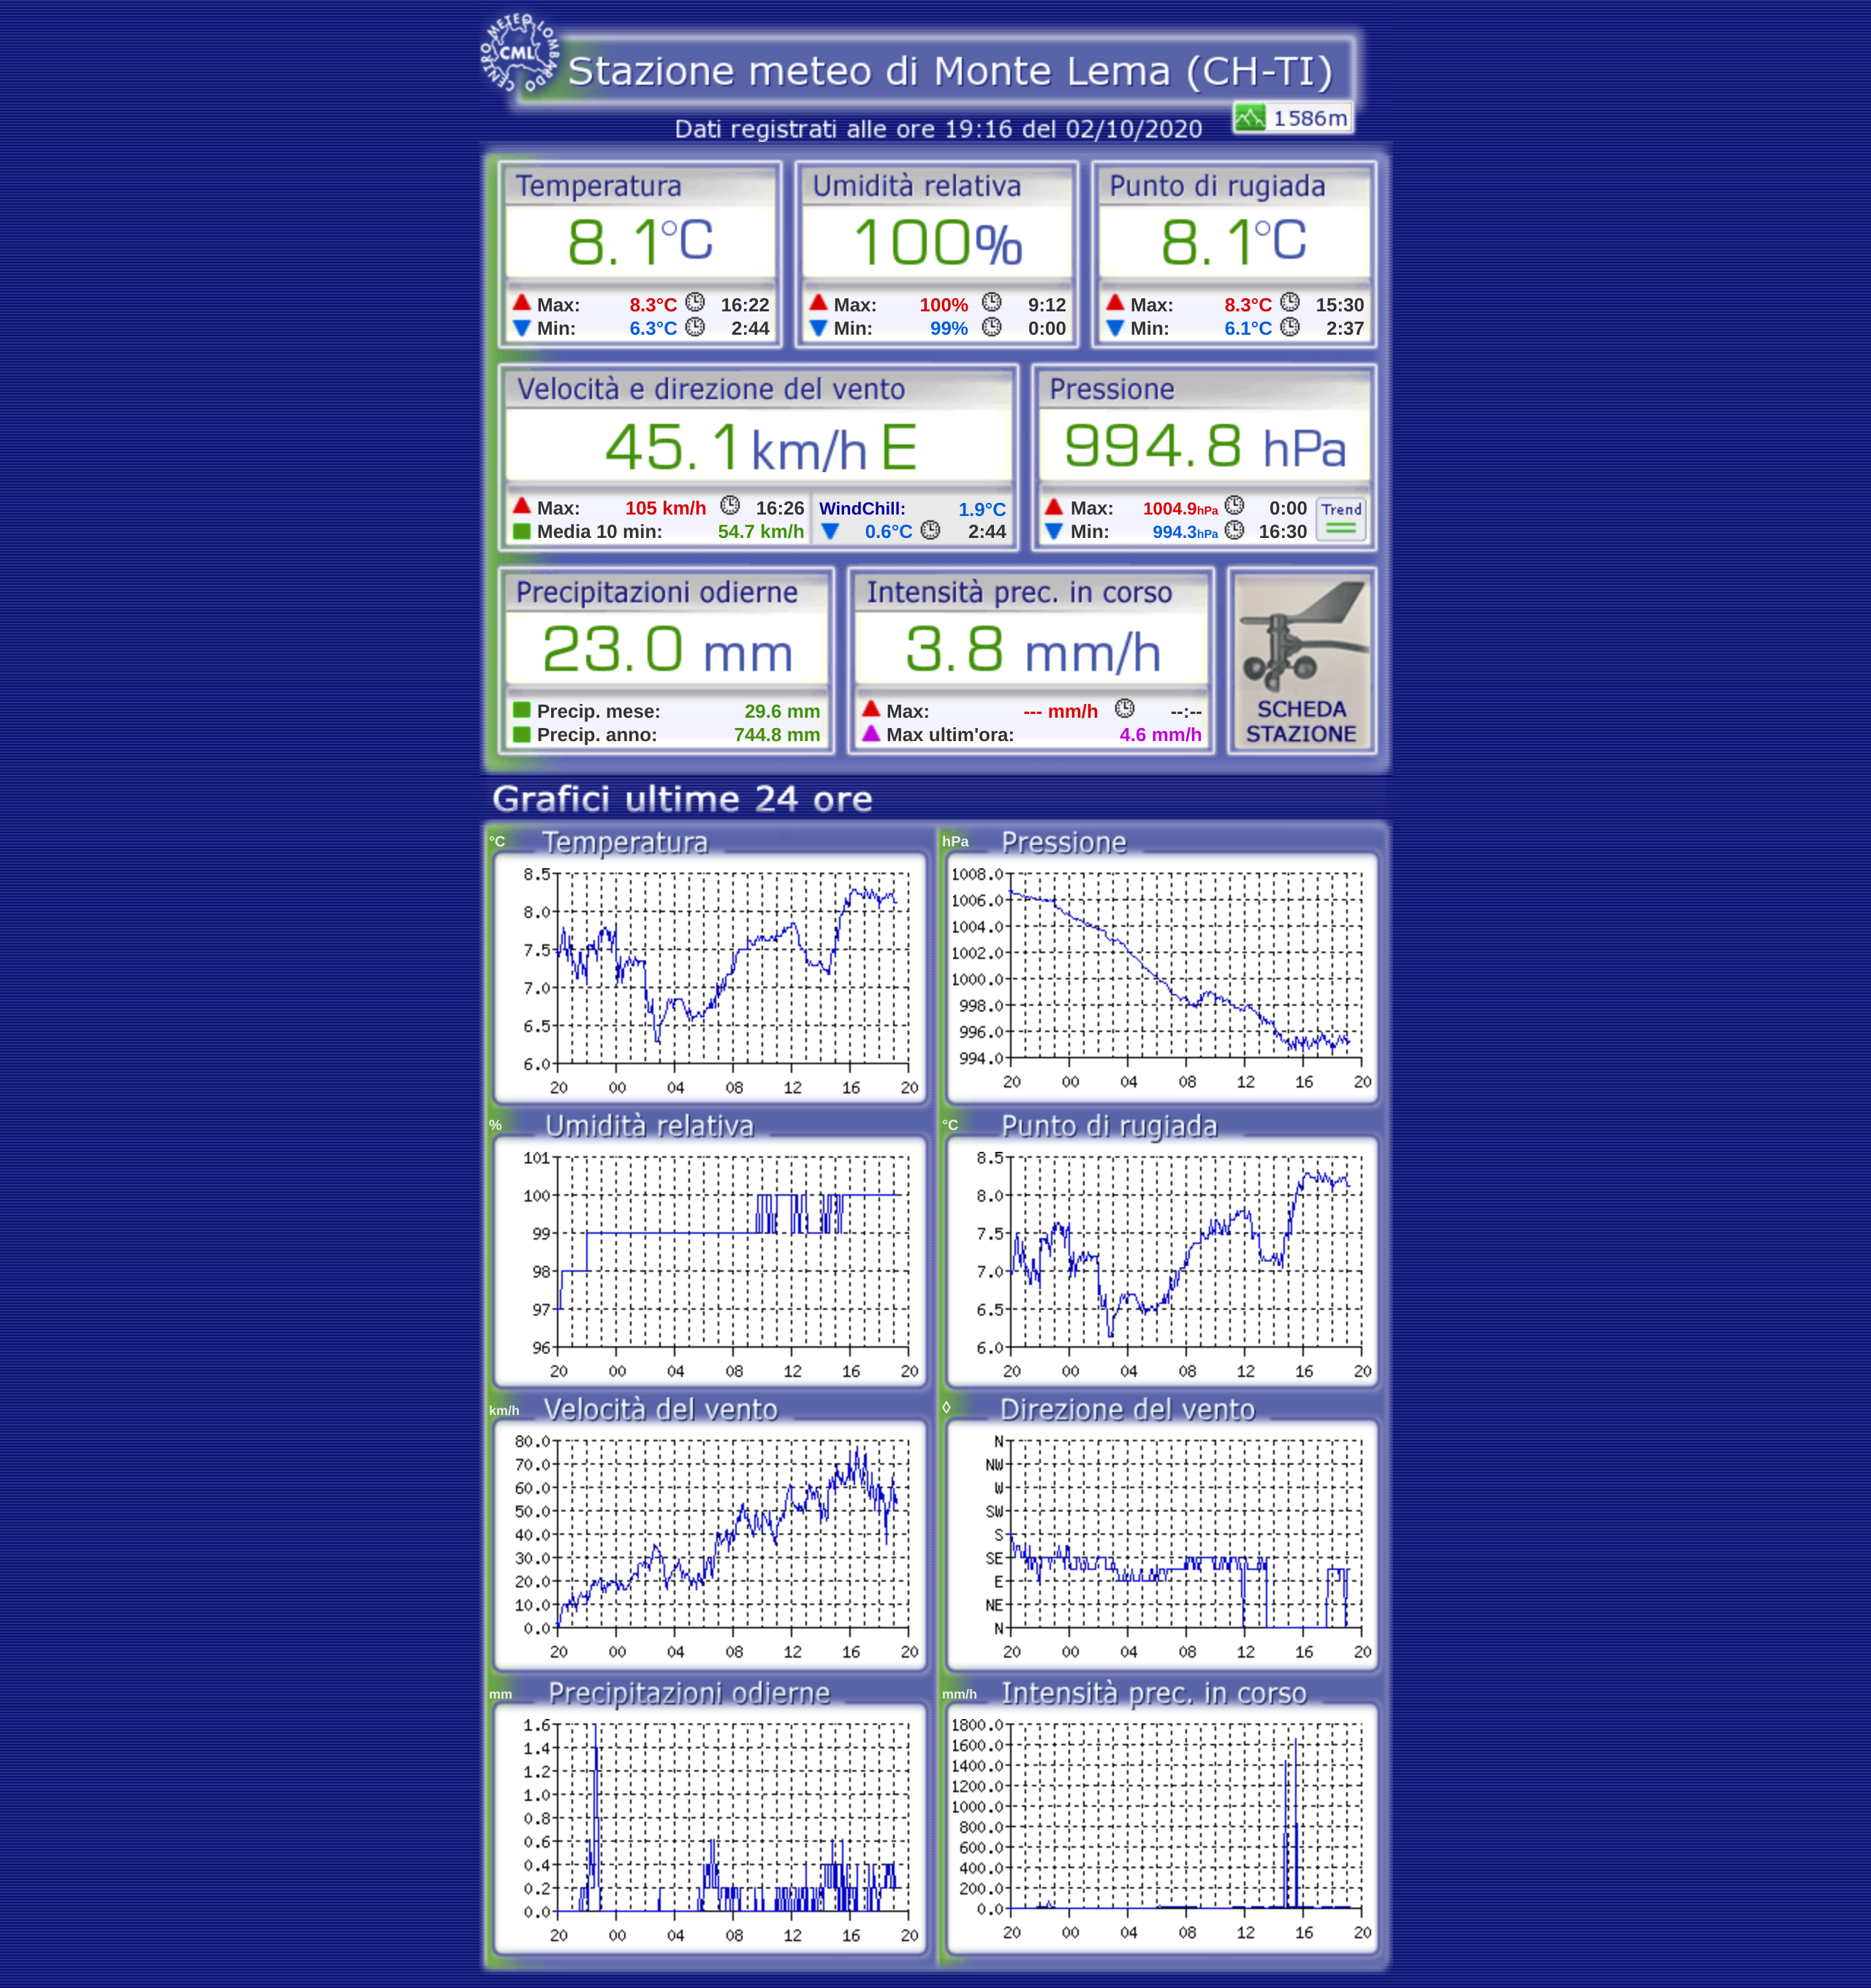 CENTRO METEO LOMBARDO
CML
Stazione meteo di Monte Lema (CH-TI)
1586m
Dati registrati alle ore 19:16 del 02/10/2020
Temperatura
8.1°C
Max: 8.3°C 16:22
Min: 6.3°C 2:44
Umidità relativa
100%
Max: 100% 9:12
Min: 99% 0:00
Punto di rugiada
8.1°C
Max: 8.3°C 15:30
Min: 6.1°C 2:37
Velocità e direzione del vento
45.1 km/h E
Max: 105 km/h 16:26
Media 10 min: 54.7 km/h
WindChill: 1.9°C
0.6°C 2:44
Pressione
994.8 hPa
Max: 1004.9hPa 0:00
Min: 994.3hPa 16:30
Trend
Precipitazioni odierne
23.0 mm
Precip. mese: 29.6 mm
Precip. anno: 744.8 mm
Intensità prec. in corso
3.8 mm/h
Max: --- mm/h --:--
Max ultim'ora: 4.6 mm/h
SCHEDA
STAZIONE
Grafici ultime 24 ore
°C Temperatura
8.5
8.0
7.5
7.0
6.5
6.0
20 00 04 08 12 16 20
hPa Pressione
1008.0
1006.0
1004.0
1002.0
1000.0
998.0
996.0
994.0
20 00 04 08 12 16 20
% Umidità relativa
101
100
99
98
97
96
20 00 04 08 12 16 20
°C Punto di rugiada
8.5
8.0
7.5
7.0
6.5
6.0
20 00 04 08 12 16 20
km/h Velocità del vento
80.0
70.0
60.0
50.0
40.0
30.0
20.0
10.0
0.0
20 00 04 08 12 16 20
◊ Direzione del vento
N
NW
W
SW
S
SE
E
NE
N
20 00 04 08 12 16 20
mm Precipitazioni odierne
1.6
1.4
1.2
1.0
0.8
0.6
0.4
0.2
0.0
20 00 04 08 12 16 20
mm/h Intensità prec. in corso
1800.0
1600.0
1400.0
1200.0
1000.0
800.0
600.0
400.0
200.0
0.0
20 00 04 08 12 16 20